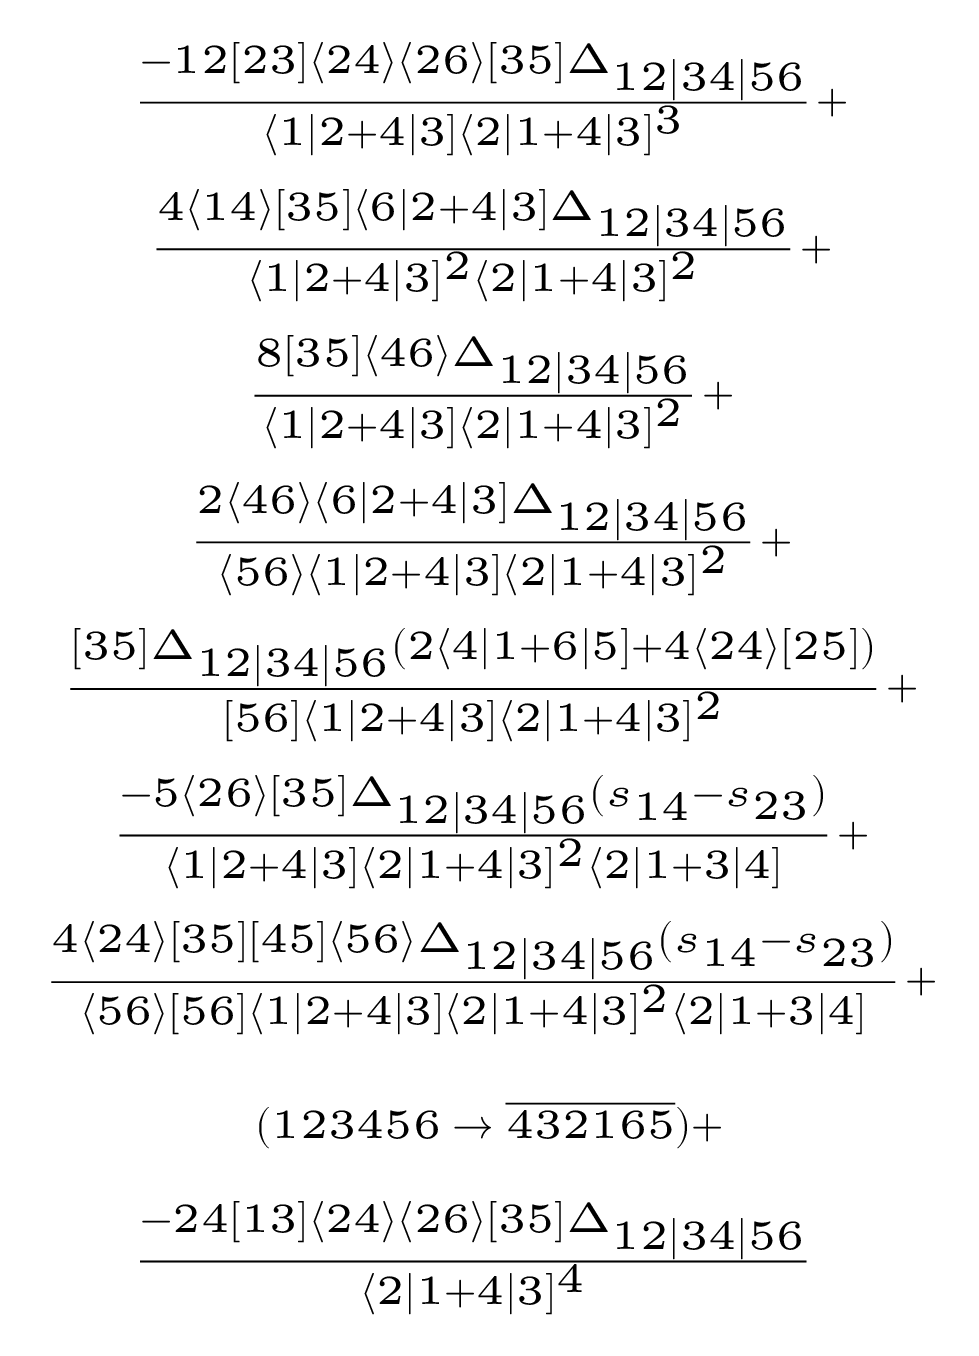 \frac{-12[23]⟨24⟩⟨26⟩[35]Δ_{12|34|56}}{⟨1|2+4|3]⟨2|1+4|3]^3}+
\frac{4⟨14⟩[35]⟨6|2+4|3]Δ_{12|34|56}}{⟨1|2+4|3]^2⟨2|1+4|3]^2}+
\frac{8[35]⟨46⟩Δ_{12|34|56}}{⟨1|2+4|3]⟨2|1+4|3]^2}+
\frac{2⟨46⟩⟨6|2+4|3]Δ_{12|34|56}}{⟨56⟩⟨1|2+4|3]⟨2|1+4|3]^2}+
\frac{[35]Δ_{12|34|56}(2⟨4|1+6|5]+4⟨24⟩[25])}{[56]⟨1|2+4|3]⟨2|1+4|3]^2}+
\frac{-5⟨26⟩[35]Δ_{12|34|56}(s_{14}-s_{23})}{⟨1|2+4|3]⟨2|1+4|3]^2⟨2|1+3|4]}+
\frac{4⟨24⟩[35][45]⟨56⟩Δ_{12|34|56}(s_{14}-s_{23})}{⟨56⟩[56]⟨1|2+4|3]⟨2|1+4|3]^2⟨2|1+3|4]}+
(123456 → \overline{432165})+
\frac{-24[13]⟨24⟩⟨26⟩[35]Δ_{12|34|56}}{⟨2|1+4|3]^4}